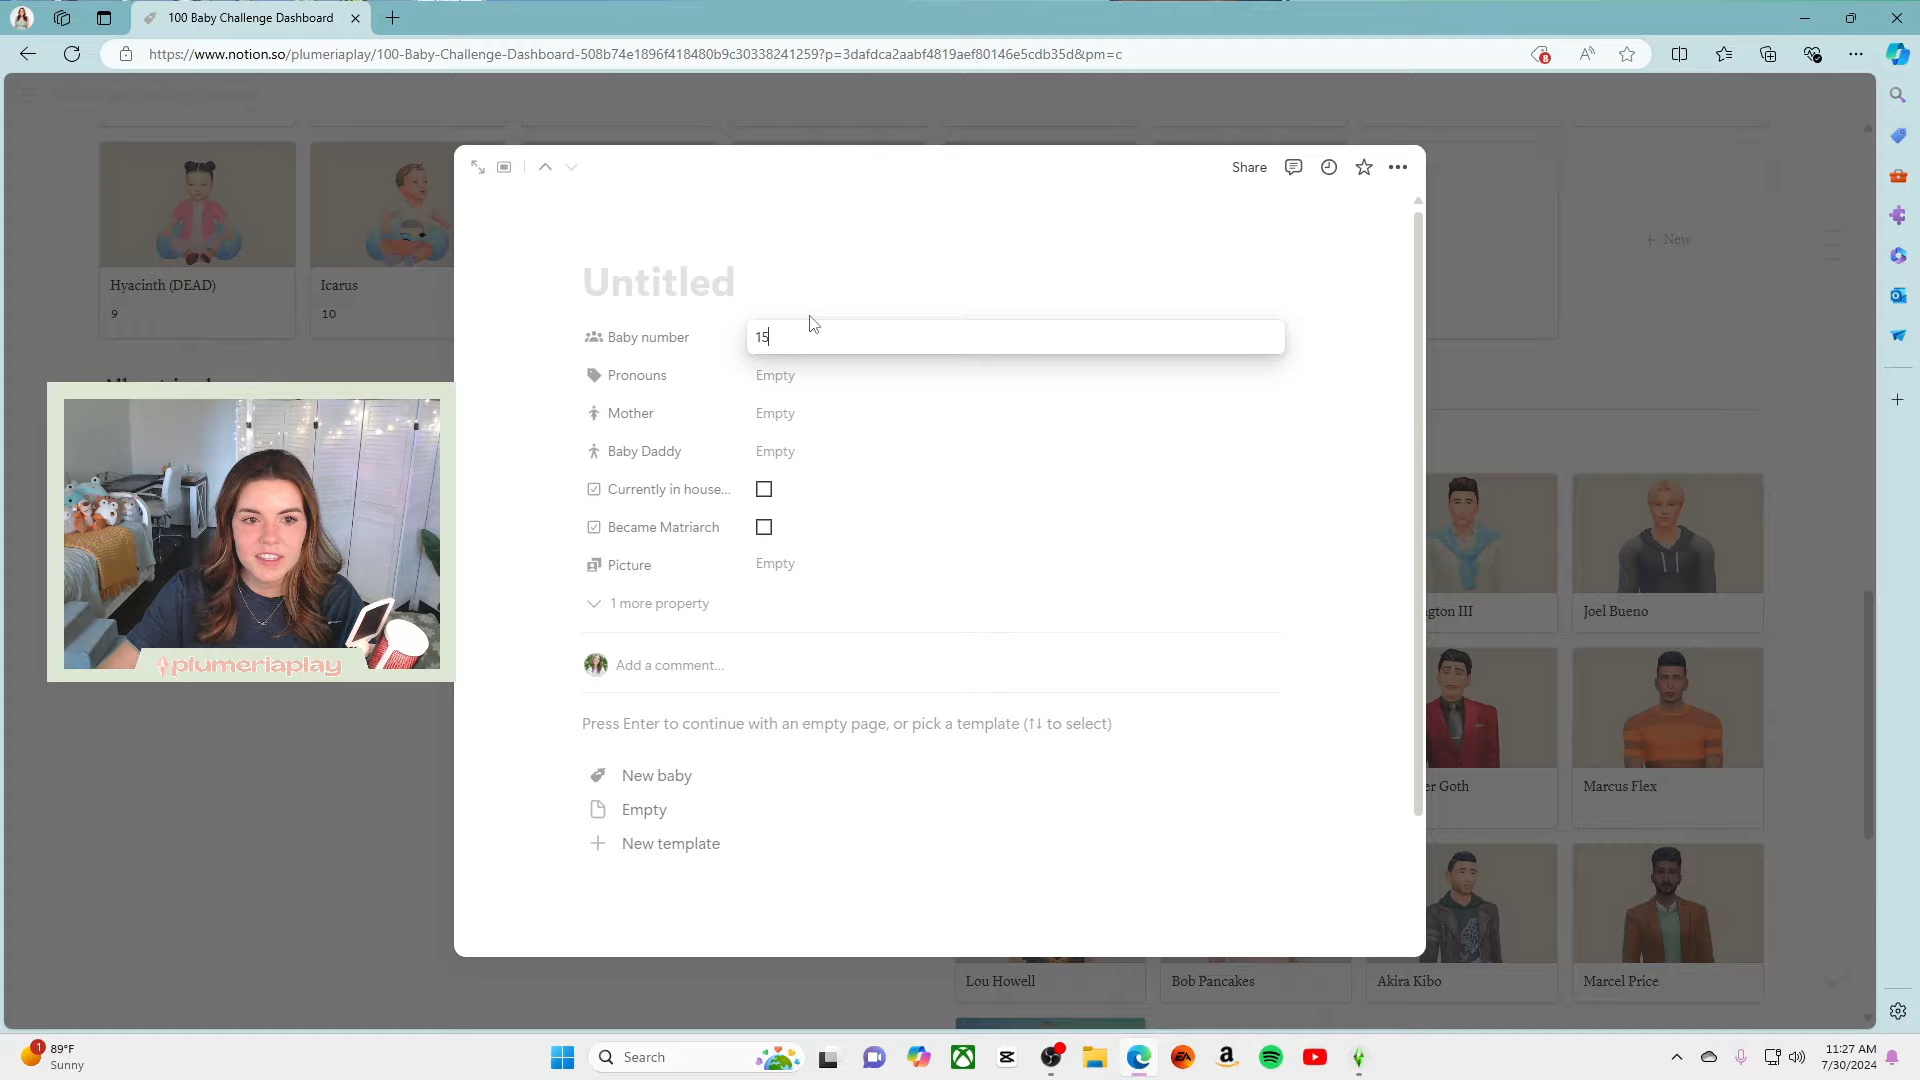 100 Baby Challenge Dashboard
https://www.notion.so/plumeriaplay/100-Baby-Challenge-Dashboard-508b74e1896f418480b9c30338241259?p=3dafdca2aabf4819aef80146e5cdb35d&pm=c
8
Share
Untitled
Baby number
15
Pronouns
Empty
Mother
Empty
Baby Daddy
Empty
Currently in house...
Became Matriarch
Picture
Empty
1 more property
Add a comment...
Press Enter to continue with an empty page, or pick a template (↑↓ to select)
New baby
Empty
New template
Hyacinth (DEAD)
9
Icarus
10
New
plumeriaplay
Joel Bueno
Marcus Flex
Lou Howell
Bob Pancakes
Akira Kibo
Marcel Price
1
89°F
Sunny
Search
EA
11:27 AM
7/30/2024